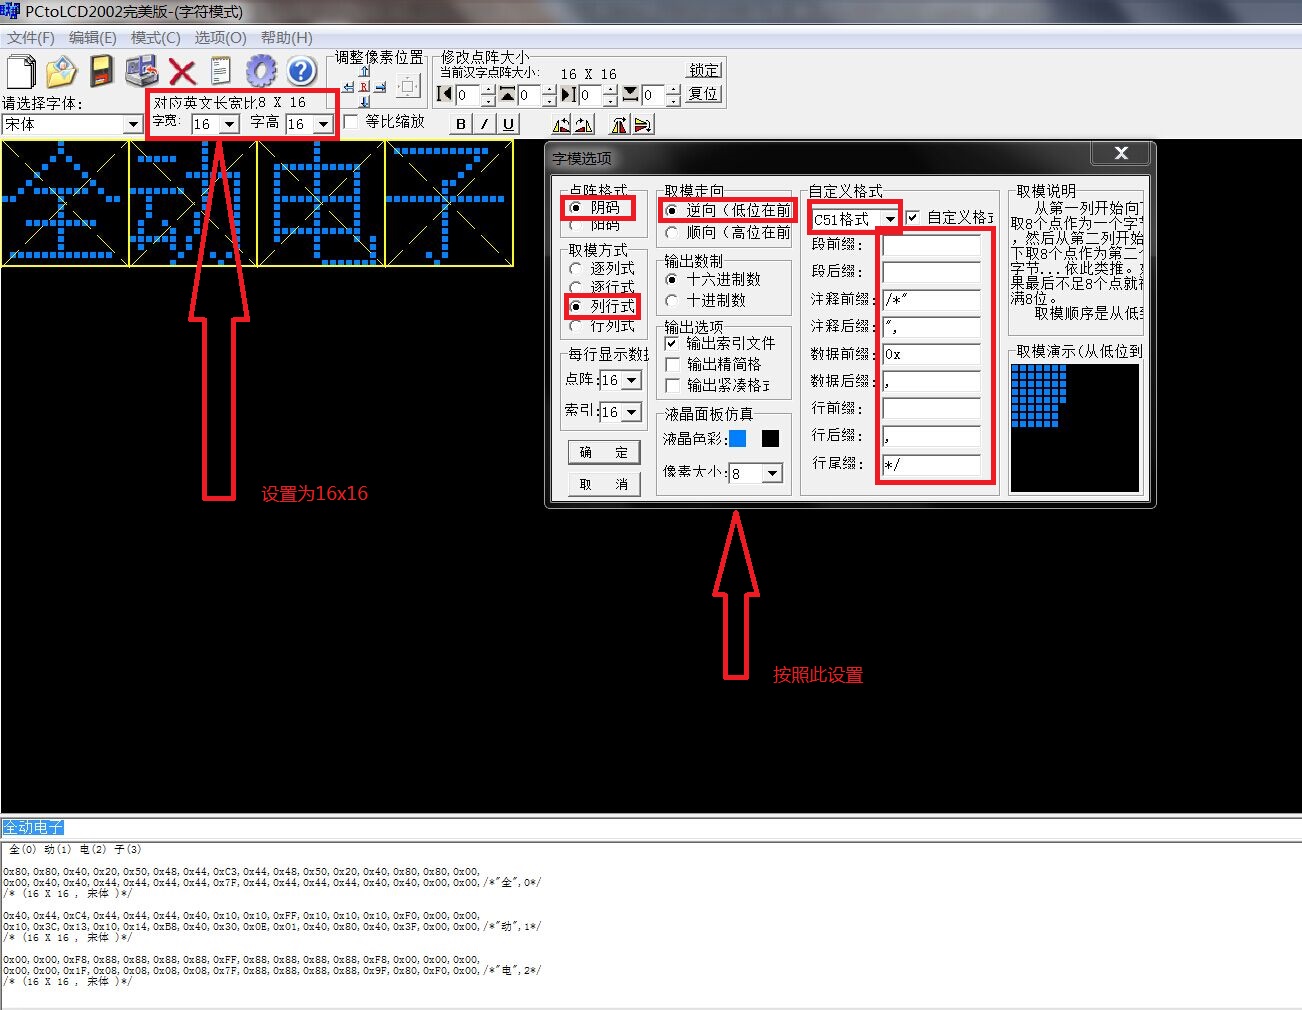 PCtoLCD2002完美版-(字符模式)
文件(F) 编辑(E) 模式(C) 选项(O) 帮助(H)
调整像素位置
修改点阵大小
当前汉字点阵大小: 16 X 16
锁定
0 0 0 0
复位
请选择字体:
宋体
对应英文长宽比8 X 16
字宽: 16 字高 16
等比缩放
B I U
全动电子
设置为16x16
字模选项
点阵格式
阴码
阳码
取模方式
逐列式
逐行式
列行式
行列式
每行显示数据
点阵: 16
索引: 16
确 定
取 消
取模走向
逆向(低位在前
顺向(高位在前
输出数制
十六进制数
十进制数
输出选项
输出索引文件
输出精简格
输出紧凑格式
液晶面板仿真
液晶色彩:
像素大小: 8
自定义格式
C51格式 自定义格式
段前缀:
段后缀:
注释前缀: /*"
注释后缀: ",
数据前缀: 0x
数据后缀: ,
行前缀:
行后缀: ,
行尾缀: */
取模说明
从第一列开始向下
取8个点作为一个字节
,然后从第二列开始
下取8个点作为第二个
字节...依此类推。如
果最后不足8个点就补
满8位。
取模顺序是从低到
取模演示(从低位到
按照此设置
全动电子
全(0) 动(1) 电(2) 子(3)
0x80,0x80,0x40,0x20,0x50,0x48,0x44,0xC3,0x44,0x48,0x50,0x20,0x40,0x80,0x80,0x00,
0x00,0x40,0x40,0x44,0x44,0x44,0x44,0x7F,0x44,0x44,0x44,0x44,0x40,0x40,0x00,0x00,/*"全",0*/
/* (16 X 16 , 宋体 )*/
0x40,0x44,0xC4,0x44,0x44,0x44,0x40,0x10,0x10,0xFF,0x10,0x10,0x10,0xF0,0x00,0x00,
0x10,0x3C,0x13,0x10,0x14,0xB8,0x40,0x30,0x0E,0x01,0x40,0x80,0x40,0x3F,0x00,0x00,/*"动",1*/
/* (16 X 16 , 宋体 )*/
0x00,0x00,0xF8,0x88,0x88,0x88,0x88,0xFF,0x88,0x88,0x88,0x88,0xF8,0x00,0x00,0x00,
0x00,0x00,0x1F,0x08,0x08,0x08,0x08,0x7F,0x88,0x88,0x88,0x88,0x9F,0x80,0xF0,0x00,/*"电",2*/
/* (16 X 16 , 宋体 )*/